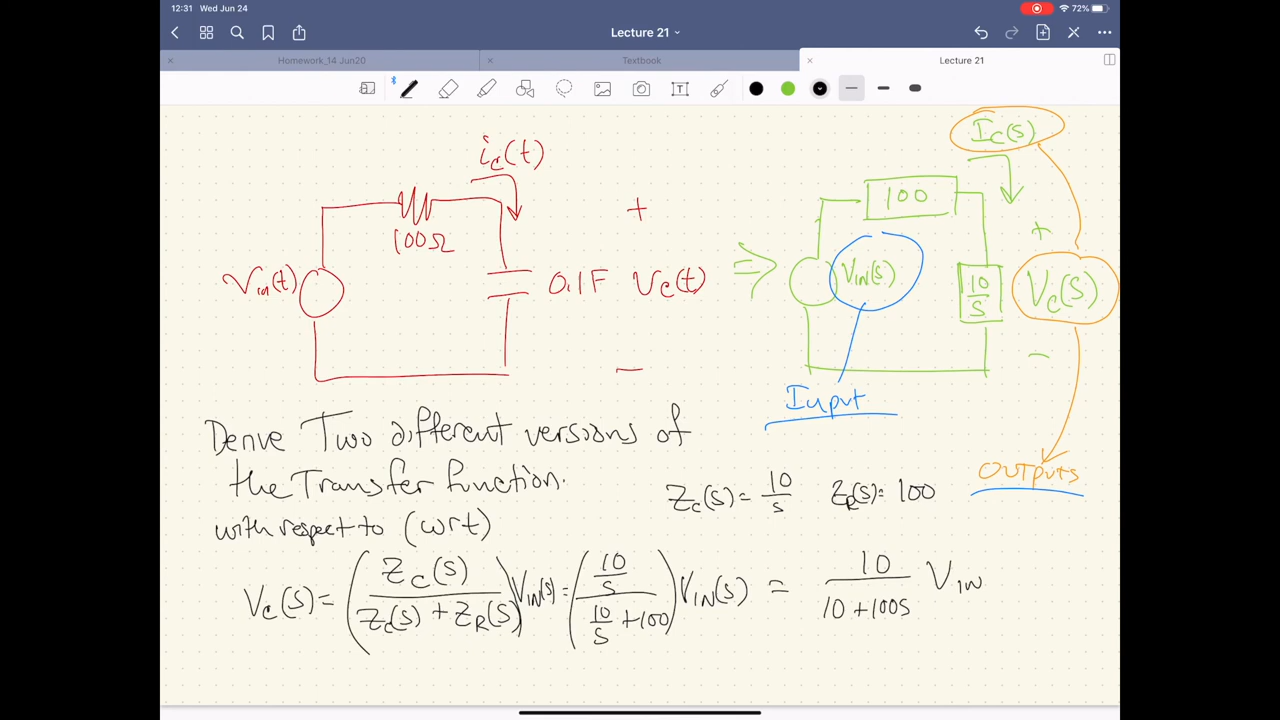 12:31 Wed Jun 24
72%
Lecture 21
Homework_14 Jun20
Textbook
Lecture 21
ic(t)
100Ω
Vin(t)
0.1F
+
Vc(t)
−
⇒
Ic(s)
100
VIN(s)
10/s
+
Vc(s)
−
Input
OUTPUTS
Derive Two different versions of
the Transfer function.
with respect to (wrt)
Zc(s) = 10/s ZR(s) = 100
Vc(s) = (Zc(s) / (Zc(s) + ZR(s))) VIN(s) = ((10/s) / (10/s + 100)) VIN(s) = 10 / (10 + 100s) VIN